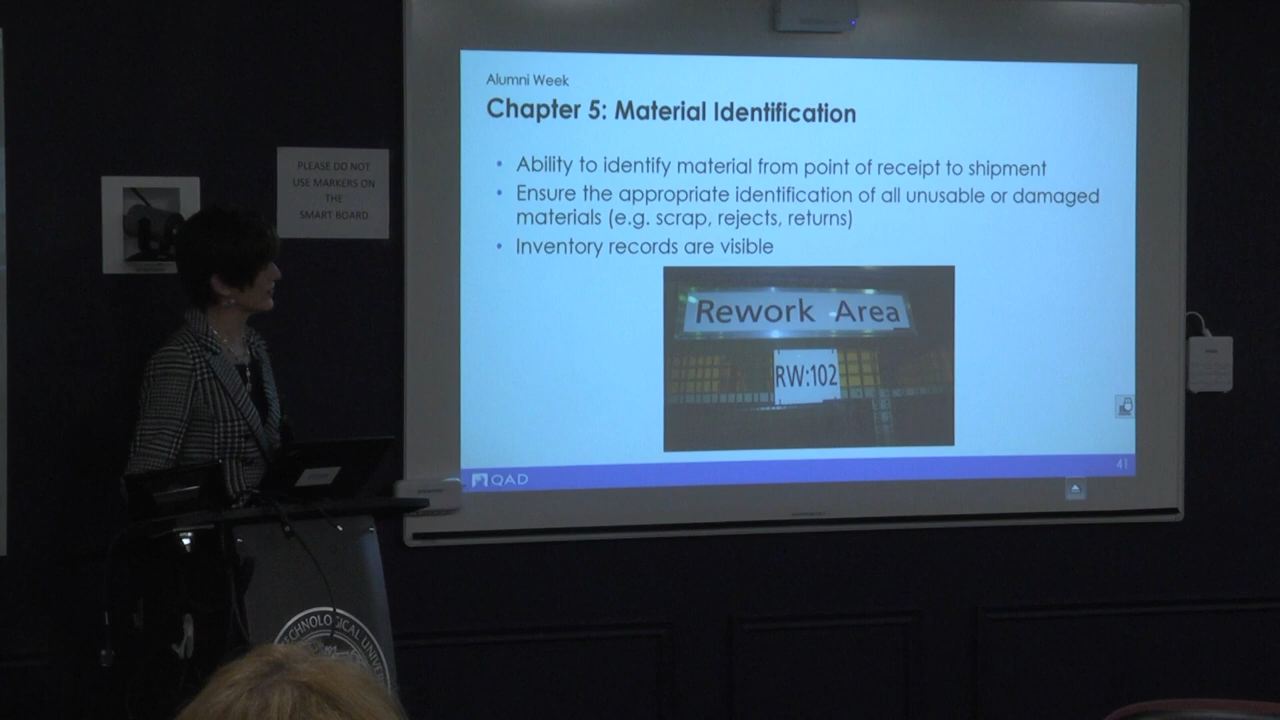 Alumni Week
Chapter 5: Material Identification
• Ability to identify material from point of receipt to shipment
• Ensure the appropriate identification of all unusable or damaged
materials (e.g. scrap, rejects, returns)
• Inventory records are visible
Rework Area
RW:102
QAD
41
PLEASE DO NOT
USE MARKERS ON
THE
SMART BOARD